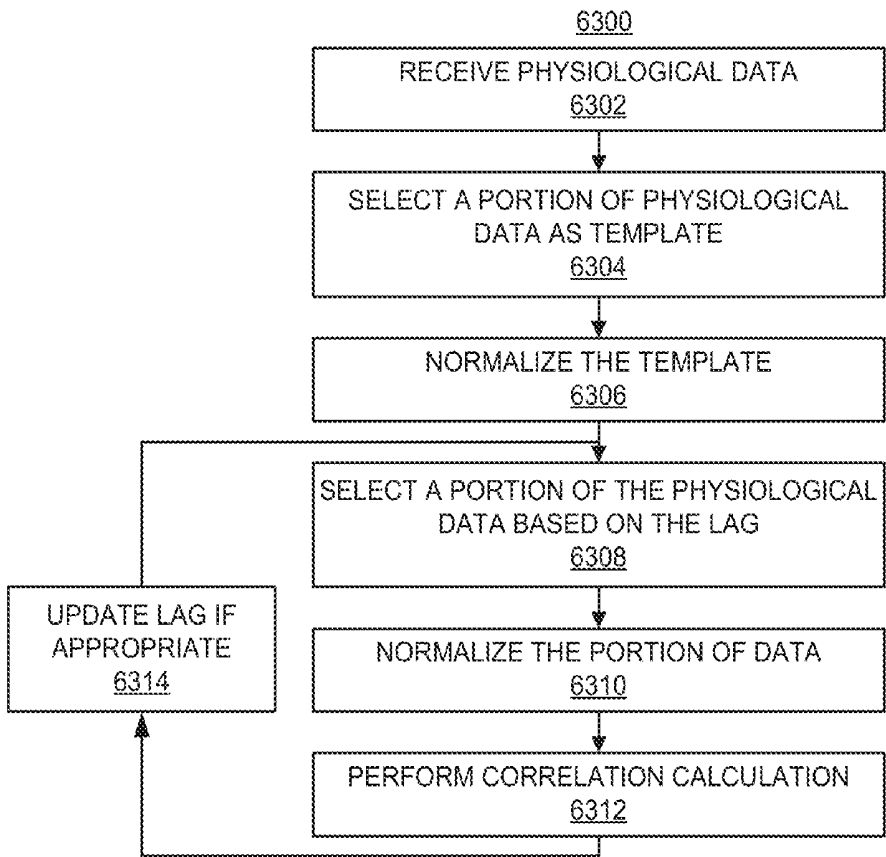 6300
RECEIVE PHYSIOLOGICAL DATA
6302
SELECT A PORTION OF PHYSIOLOGICAL
DATA AS TEMPLATE
6304
NORMALIZE THE TEMPLATE
6306
SELECT A PORTION OF THE PHYSIOLOGICAL
DATA BASED ON THE LAG
6308
NORMALIZE THE PORTION OF DATA
6310
PERFORM CORRELATION CALCULATION
6312
UPDATE LAG IF
APPROPRIATE
6314